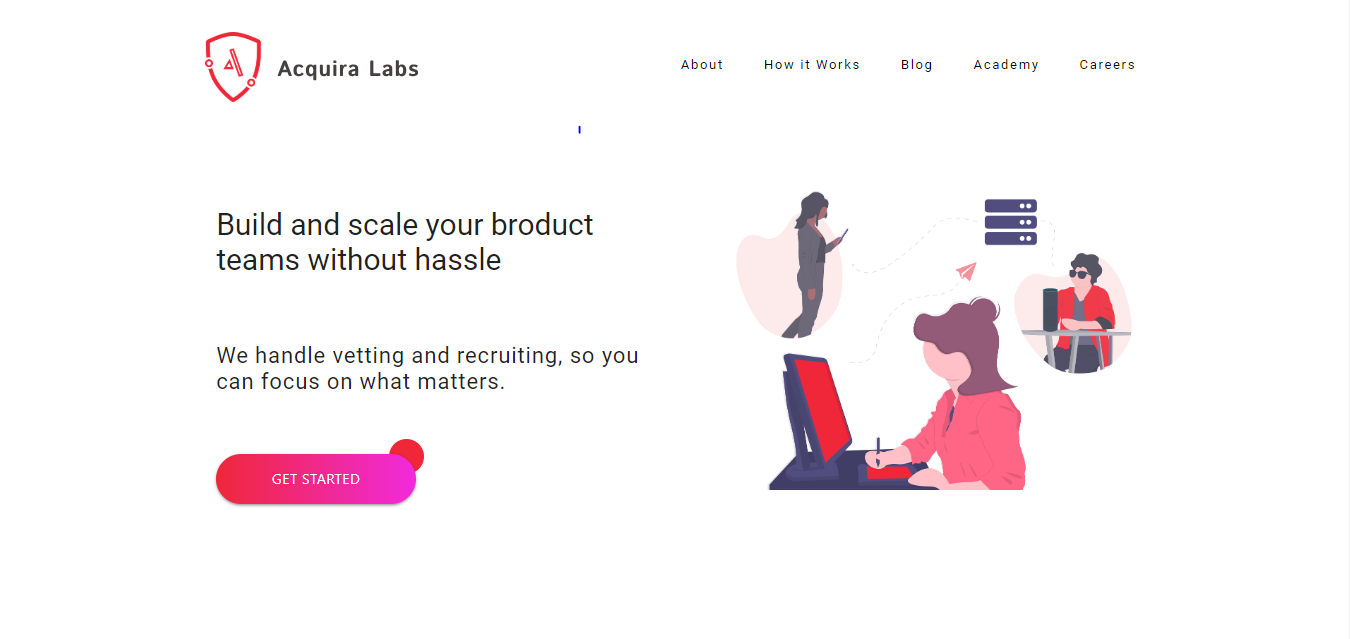 Acquira Labs
About How it Works Blog Academy Careers
Build and scale your broduct
teams without hassle
We handle vetting and recruiting, so you
can focus on what matters.
GET STARTED